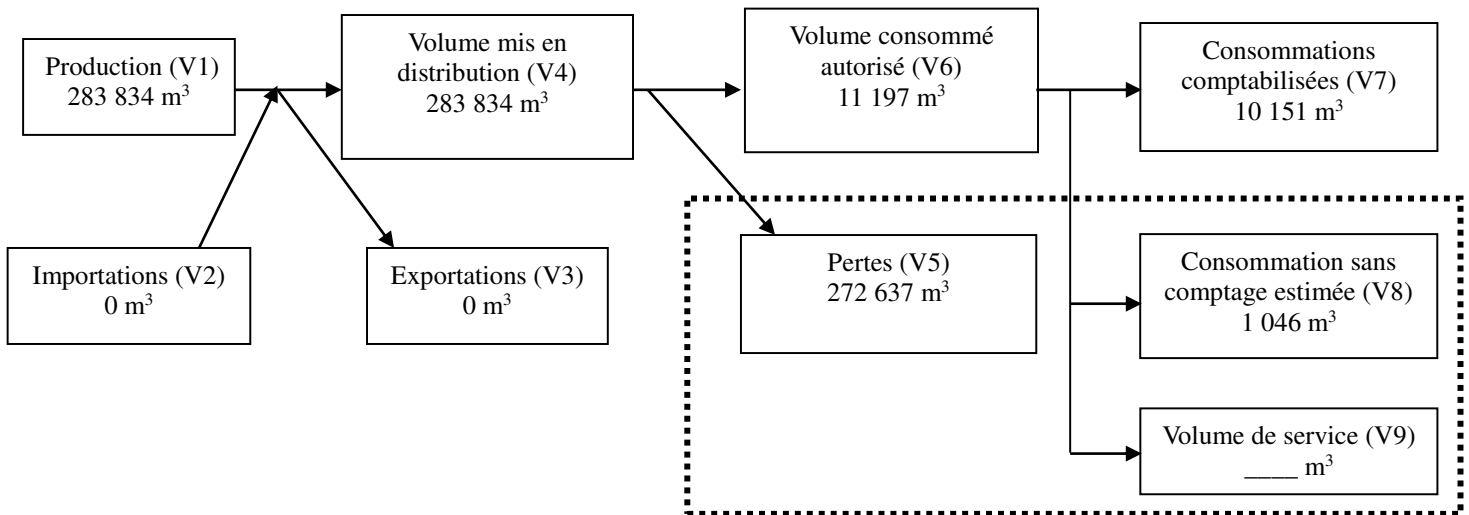 Production (V1)
283 834 m³
Volume mis en
distribution (V4)
283 834 m³
Volume consommé
autorisé (V6)
11 197 m³
Consommations
comptabilisées (V7)
10 151 m³
Importations (V2)
0 m³
Exportations (V3)
0 m³
Pertes (V5)
272 637 m³
Consommation sans
comptage estimée (V8)
1 046 m³
Volume de service (V9)
____ m³